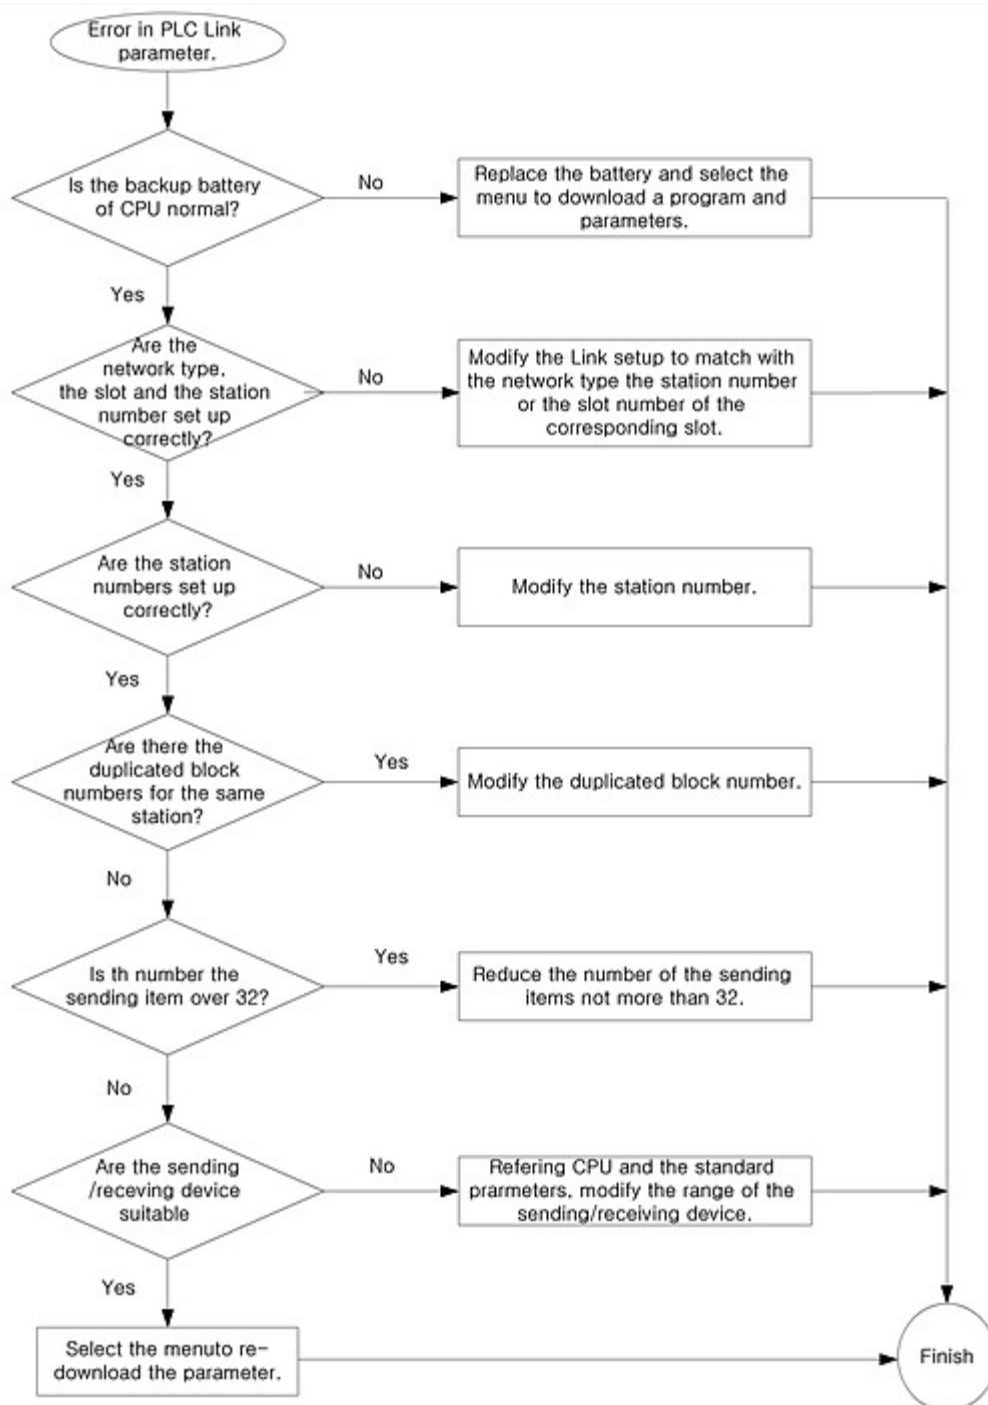 Error in PLC Link
parameter.
Is the backup battery
of CPU normal?
No
Replace the battery and select the
menu to download a program and
parameters.
Yes
Are the
network type,
the slot and the station
number set up
correctly?
No
Modify the Link setup to match with
the network type the station number
or the slot number of the
corresponding slot.
Yes
Are the station
numbers set up
correctly?
No
Modify the station number.
Yes
Are there the
duplicated block
numbers for the same
station?
Yes
Modify the duplicated block number.
No
Is th number the
sending item over 32?
Yes
Reduce the number of the sending
items not more than 32.
No
Are the sending
/receving device
suitable
No
Refering CPU and the standard
prarmeters, modify the range of the
sending/receiving device.
Yes
Select the menuto re-
download the parameter.
Finish